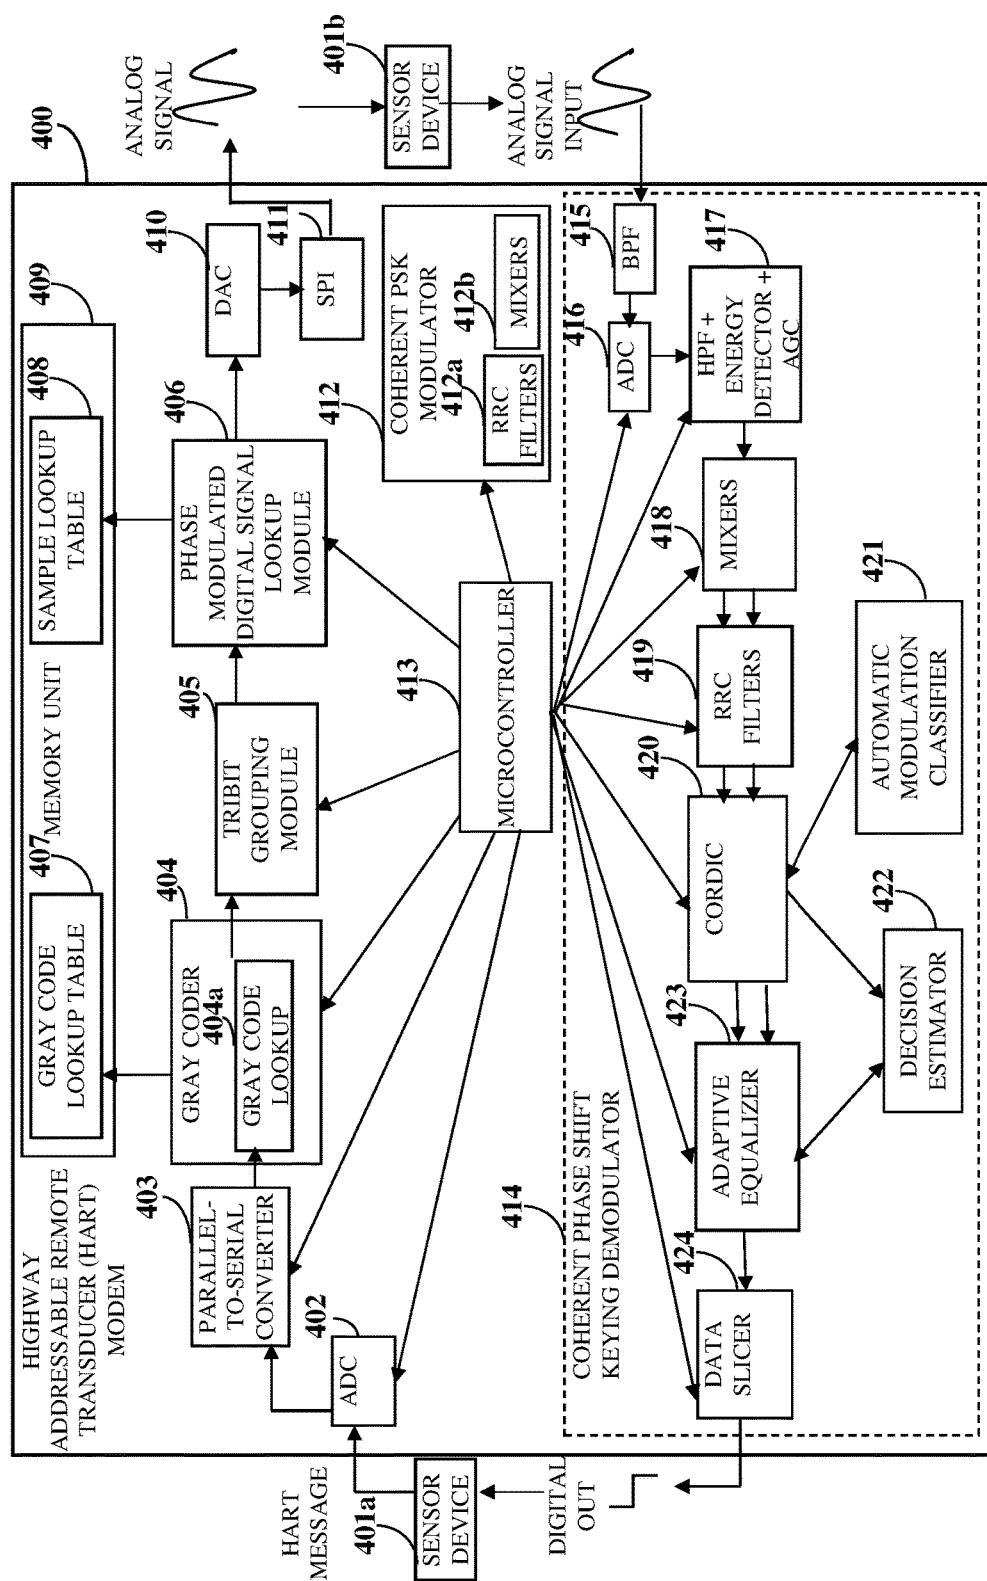 HIGHWAY
ADDRESSABLE REMOTE
TRANSDUCER (HART)
MODEM
400
409
MEMORY UNIT
407
GRAY CODE
LOOKUP TABLE
408
SAMPLE LOOKUP
TABLE
HART
MESSAGE
401a
SENSOR
DEVICE
402
ADC
403
PARALLEL-
TO-SERIAL
CONVERTER
404
GRAY CODER
404a
GRAY CODE
LOOKUP
405
TRIBIT
GROUPING
MODULE
406
PHASE
MODULATED
DIGITAL SIGNAL
LOOKUP
MODULE
410
DAC
411
SPI
ANALOG
SIGNAL
401b
SENSOR
DEVICE
ANALOG
SIGNAL
INPUT
412
COHERENT PSK
MODULATOR
412a
RRC
FILTERS
412b
MIXERS
413
MICROCONTROLLER
414
COHERENT PHASE SHIFT
KEYING DEMODULATOR
415
BPF
416
ADC
417
HPF +
ENERGY
DETECTOR +
AGC
418
MIXERS
419
RRC
FILTERS
420
CORDIC
421
AUTOMATIC
MODULATION
CLASSIFIER
422
DECISION
ESTIMATOR
423
ADAPTIVE
EQUALIZER
424
DATA
SLICER
DIGITAL
OUT